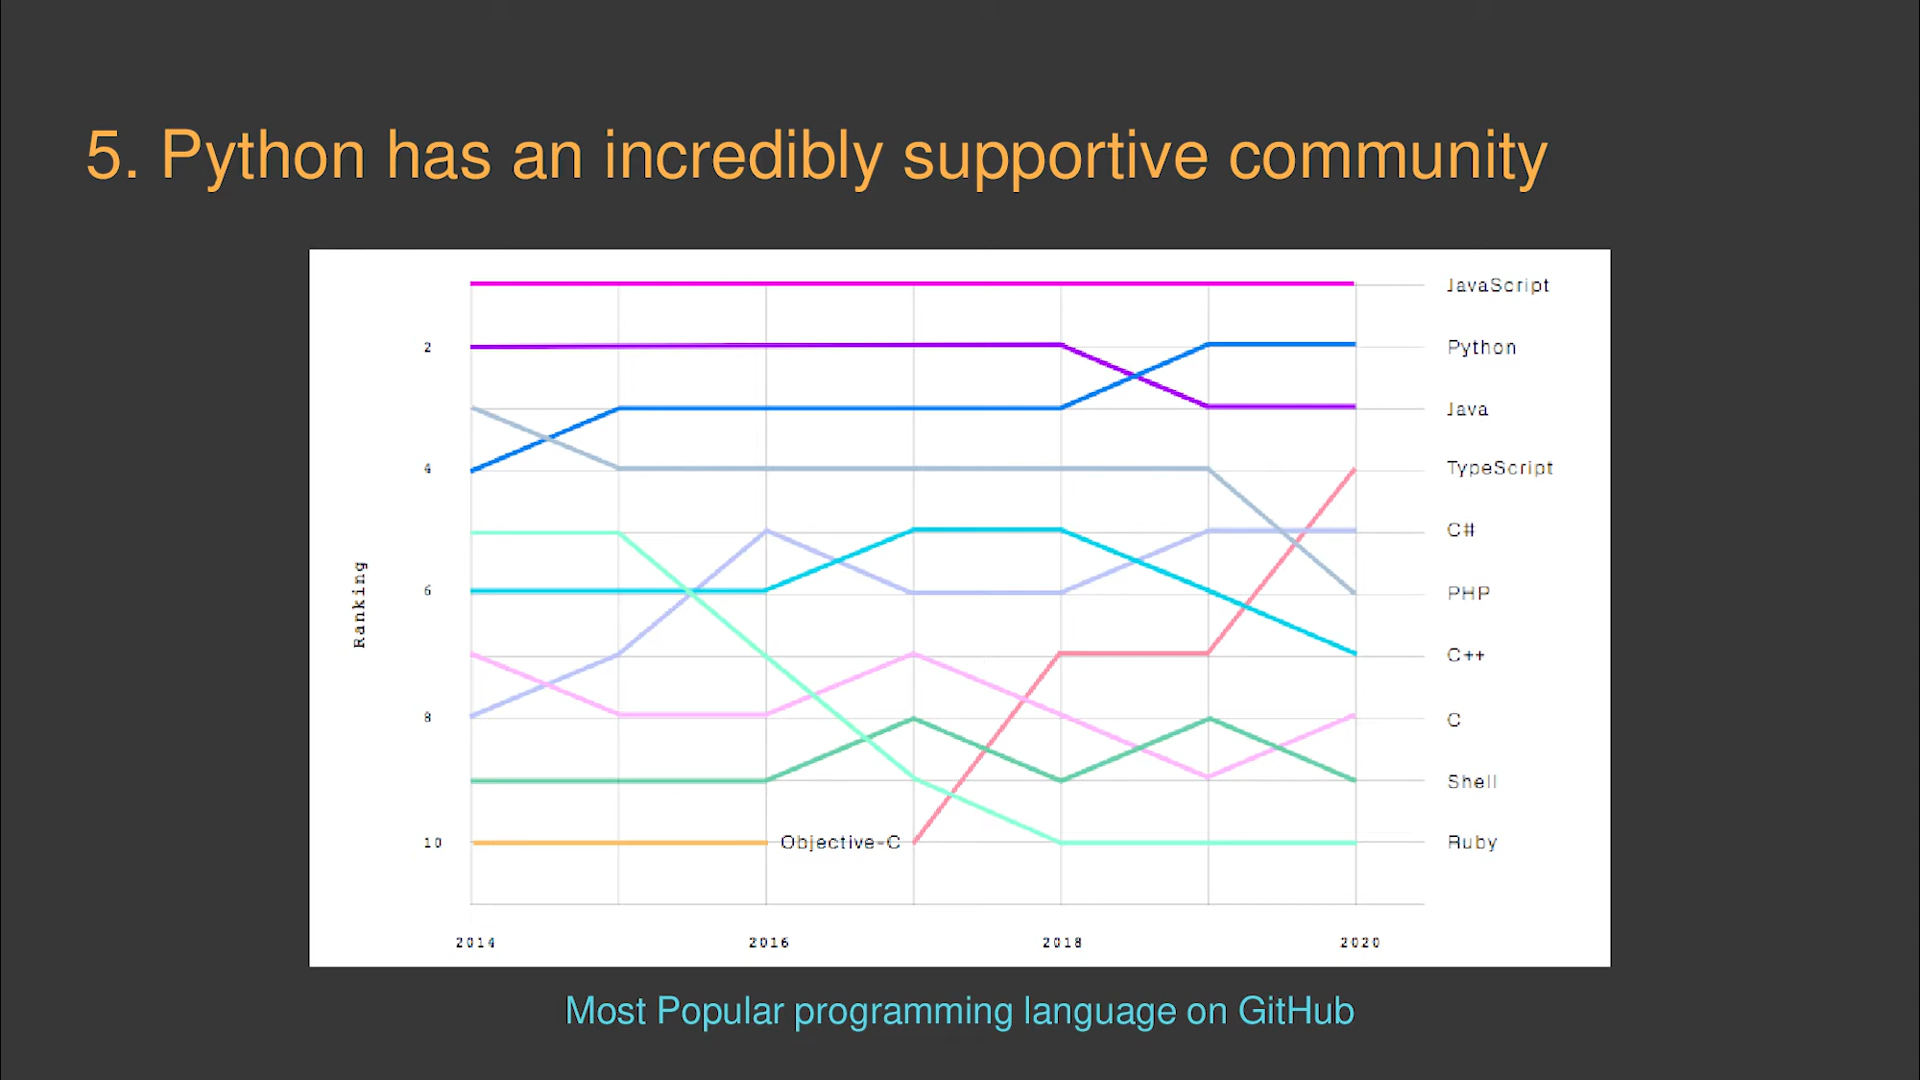 5. Python has an incredibly supportive community
JavaScript
2
Python
Java
4
TypeScript
C#
Ranking
6
PHP
C++
8
C
Shell
10
Objective-C
Ruby
2014
2016
2018
2020
Most Popular programming language on GitHub